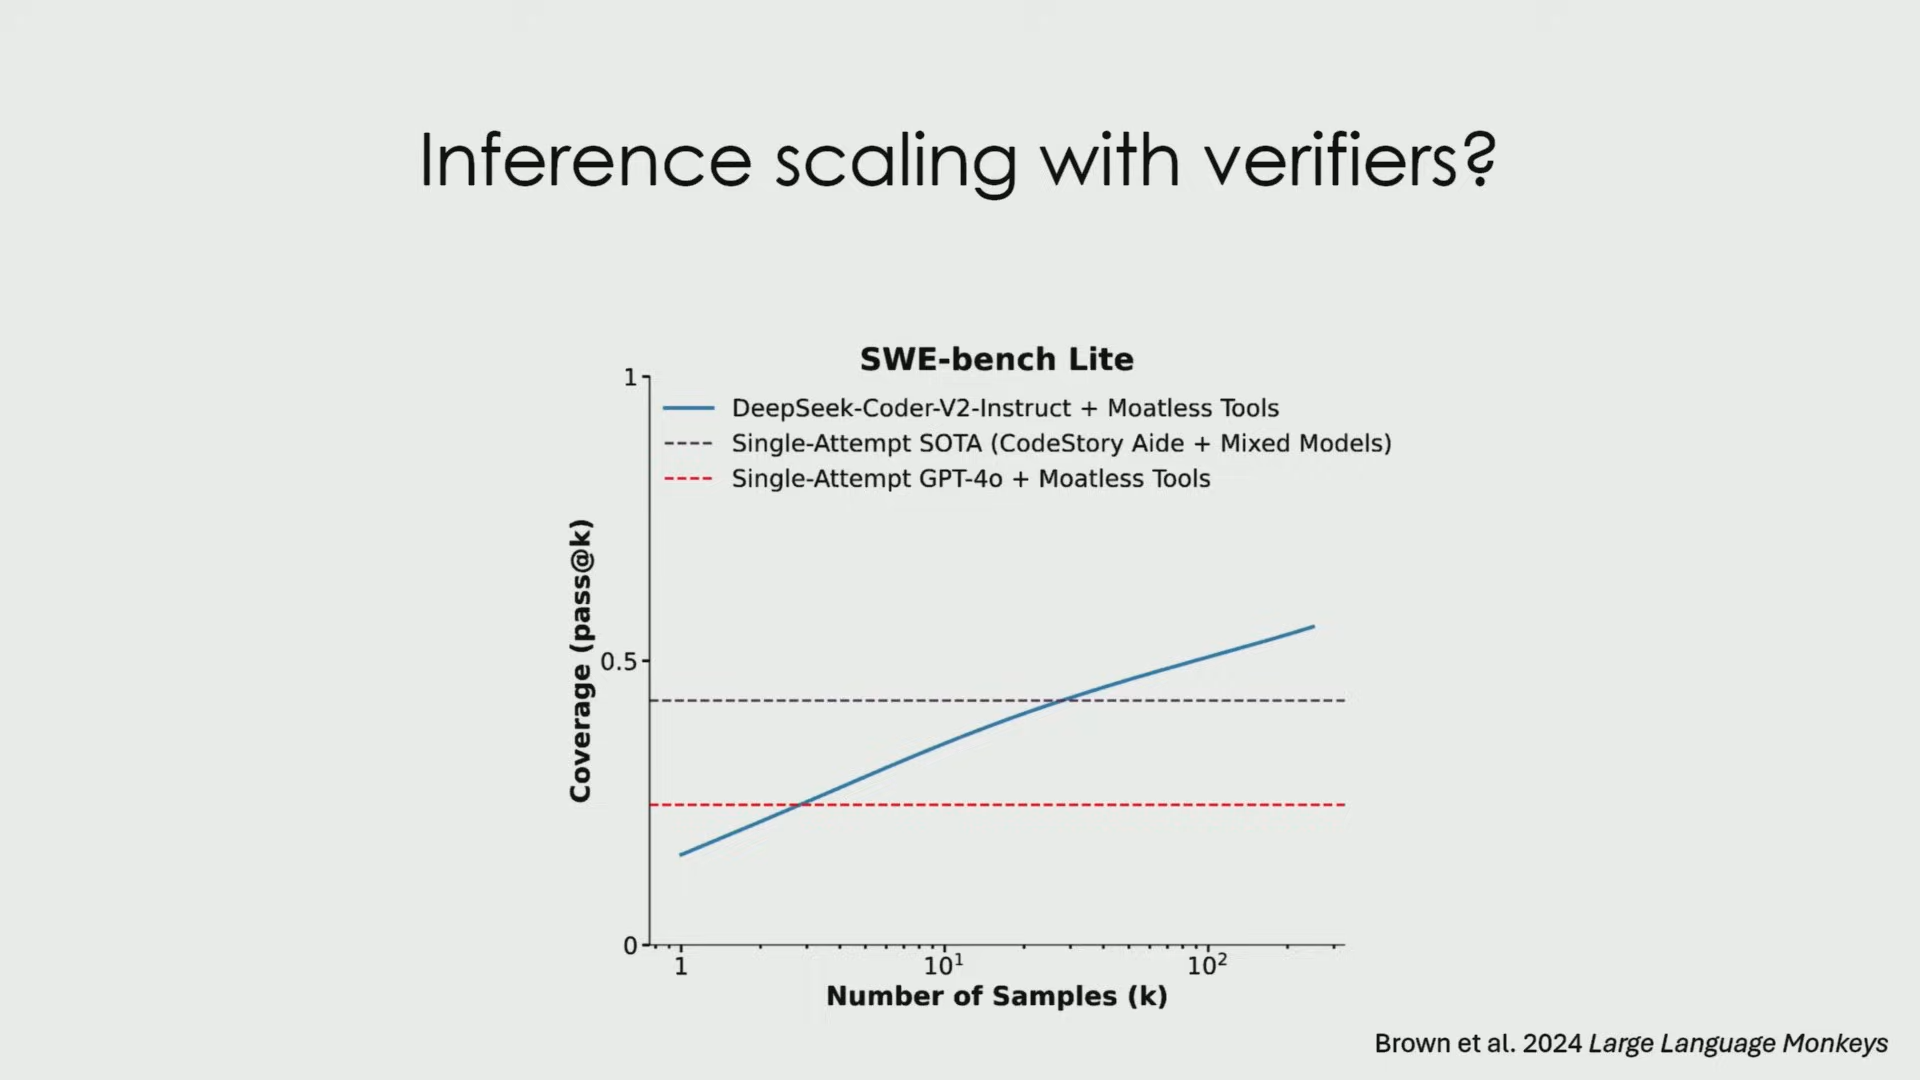 Inference scaling with verifiers?
SWE-bench Lite
1
DeepSeek-Coder-V2-Instruct + Moatless Tools
Single-Attempt SOTA (CodeStory Aide + Mixed Models)
Single-Attempt GPT-4o + Moatless Tools
Coverage (pass@k)
0.5
0
1
10¹
10²
Number of Samples (k)
Brown et al. 2024 Large Language Monkeys